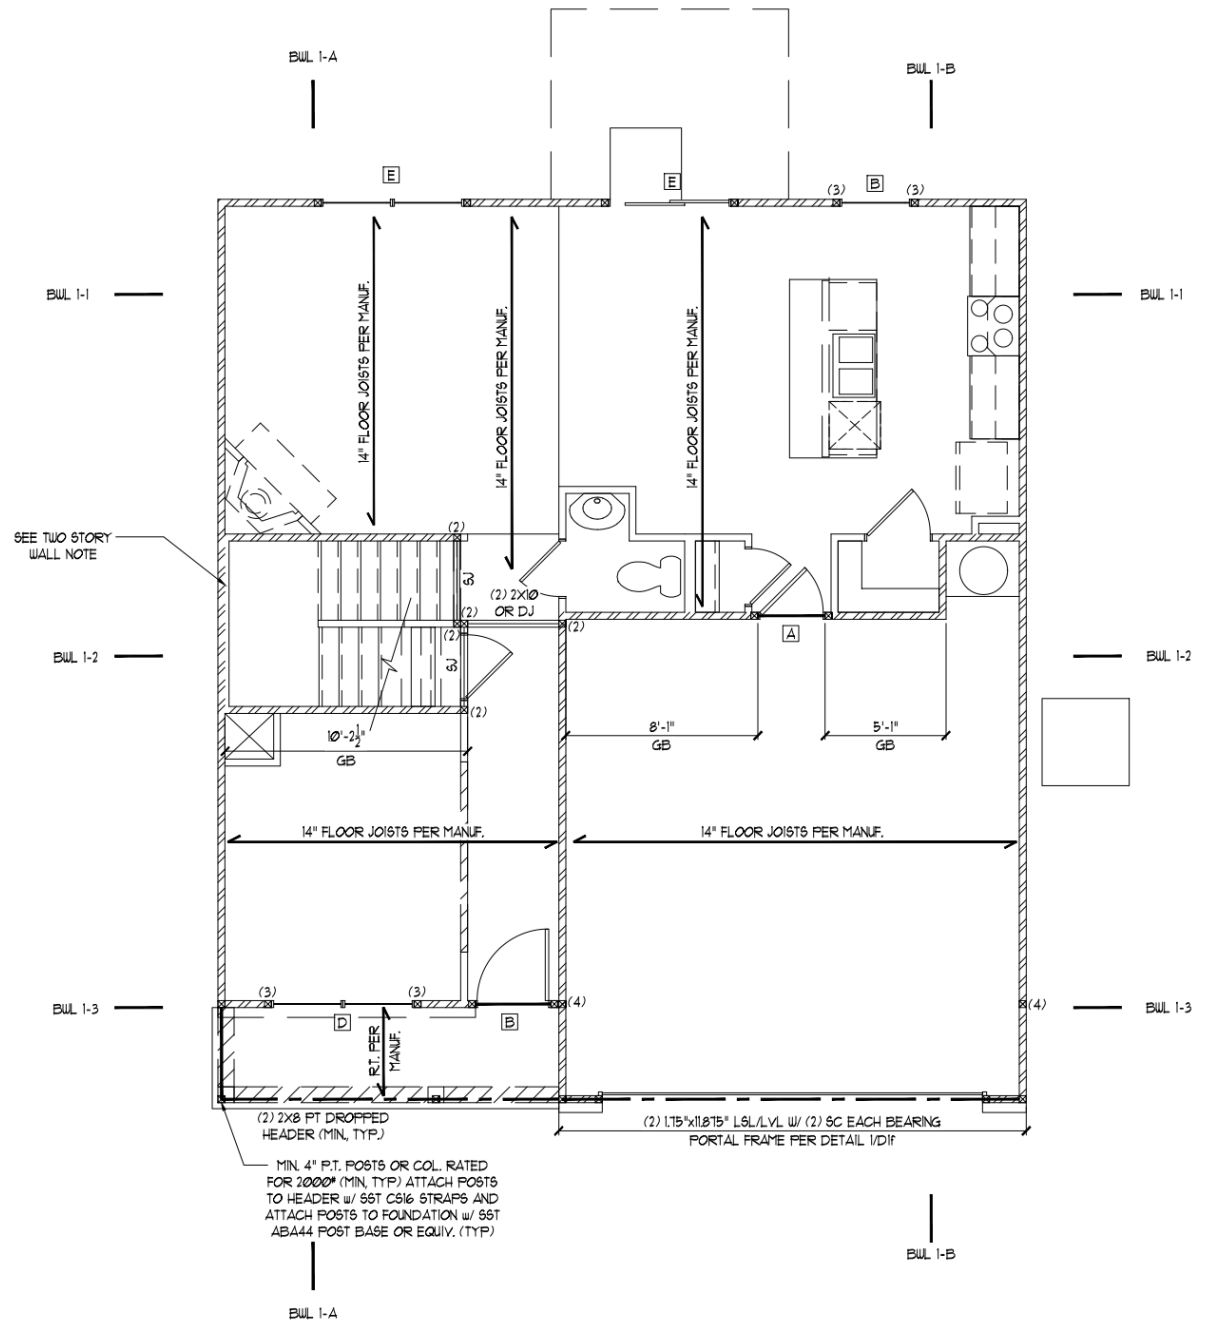 BWL 1-A
BWL 1-B
E
E
(3)
B
(3)
BWL 1-1
BWL 1-1
14" FLOOR JOISTS PER MANUF.
14" FLOOR JOISTS PER MANUF.
14" FLOOR JOISTS PER MANUF.
SEE TWO STORY
WALL NOTE
(2)
SJ
(2) 2X10
OR DJ
(2)
(2)
(2)
A
SJ
BWL 1-2
BWL 1-2
(2)
10'-2½"
GB
8'-1"
GB
5'-1"
GB
14" FLOOR JOISTS PER MANUF.
14" FLOOR JOISTS PER MANUF.
BWL 1-3
(3)
(3)
(4)
(4)
BWL 1-3
D
B
R.T. PER
MANUF.
(2) 2X8 PT DROPPED
HEADER (MIN., TYP.)
(2) 1.75"x11.875" LSL/LVL W/ (2) SC EACH BEARING
PORTAL FRAME PER DETAIL 1/D1f
MIN. 4" P.T. POSTS OR COL. RATED
FOR 2000# (MIN, TYP) ATTACH POSTS
TO HEADER w/ SST CS16 STRAPS AND
ATTACH POSTS TO FOUNDATION w/ SST
ABA44 POST BASE OR EQUIV. (TYP)
BWL 1-B
BWL 1-A